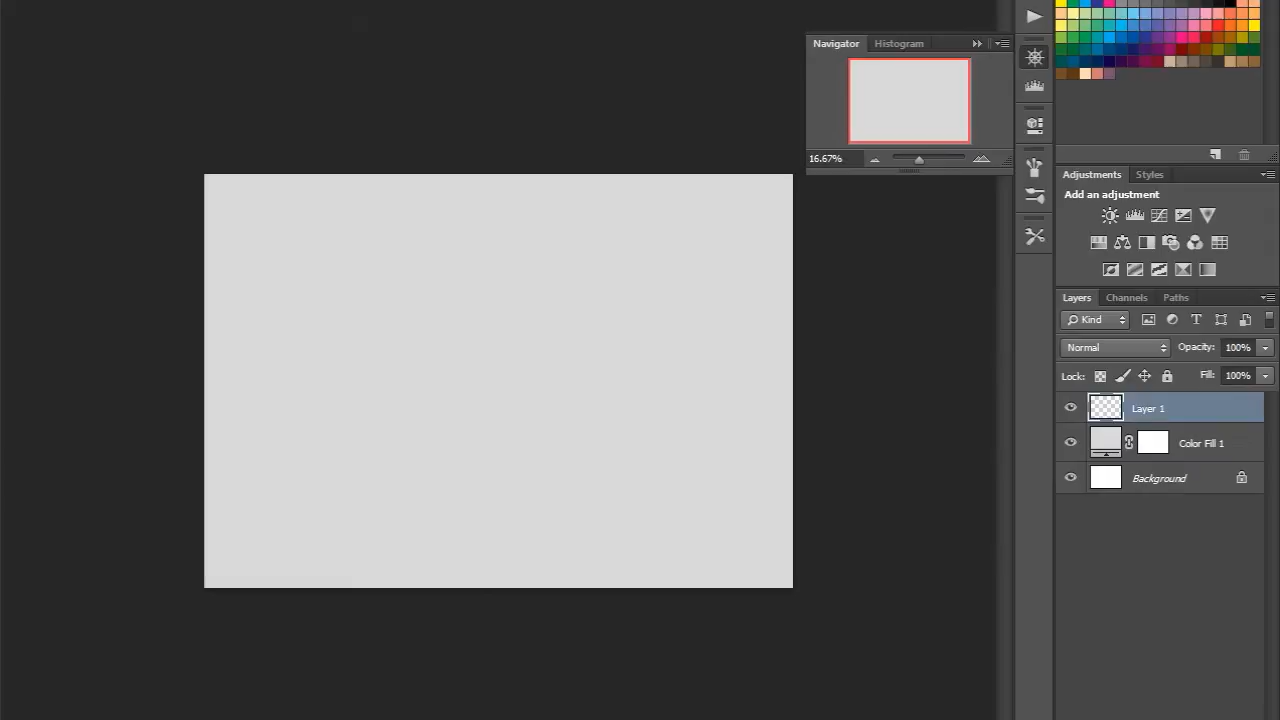 Navigator Histogram
16.67%
Adjustments Styles
Add an adjustment
Layers Channels Paths
Kind
Normal Opacity: 100%
Lock: Fill: 100%
Layer 1
Color Fill 1
Background